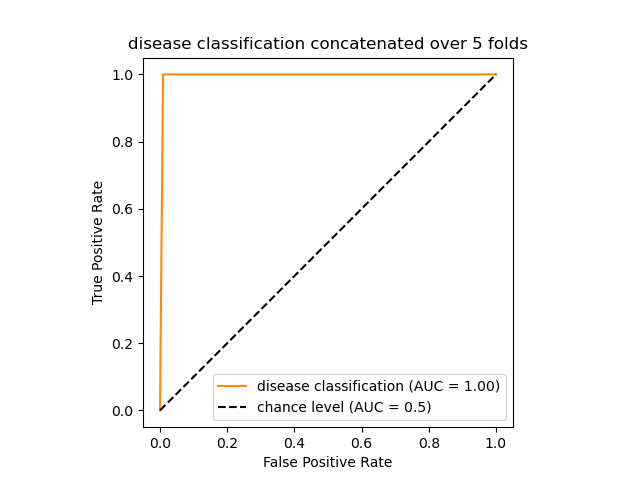 disease classification concatenated over 5 folds
True Positive Rate
1.0
0.8
0.6
0.4
0.2
0.0
disease classification (AUC = 1.00)
chance level (AUC = 0.5)
0.0 0.2 0.4 0.6 0.8 1.0
False Positive Rate